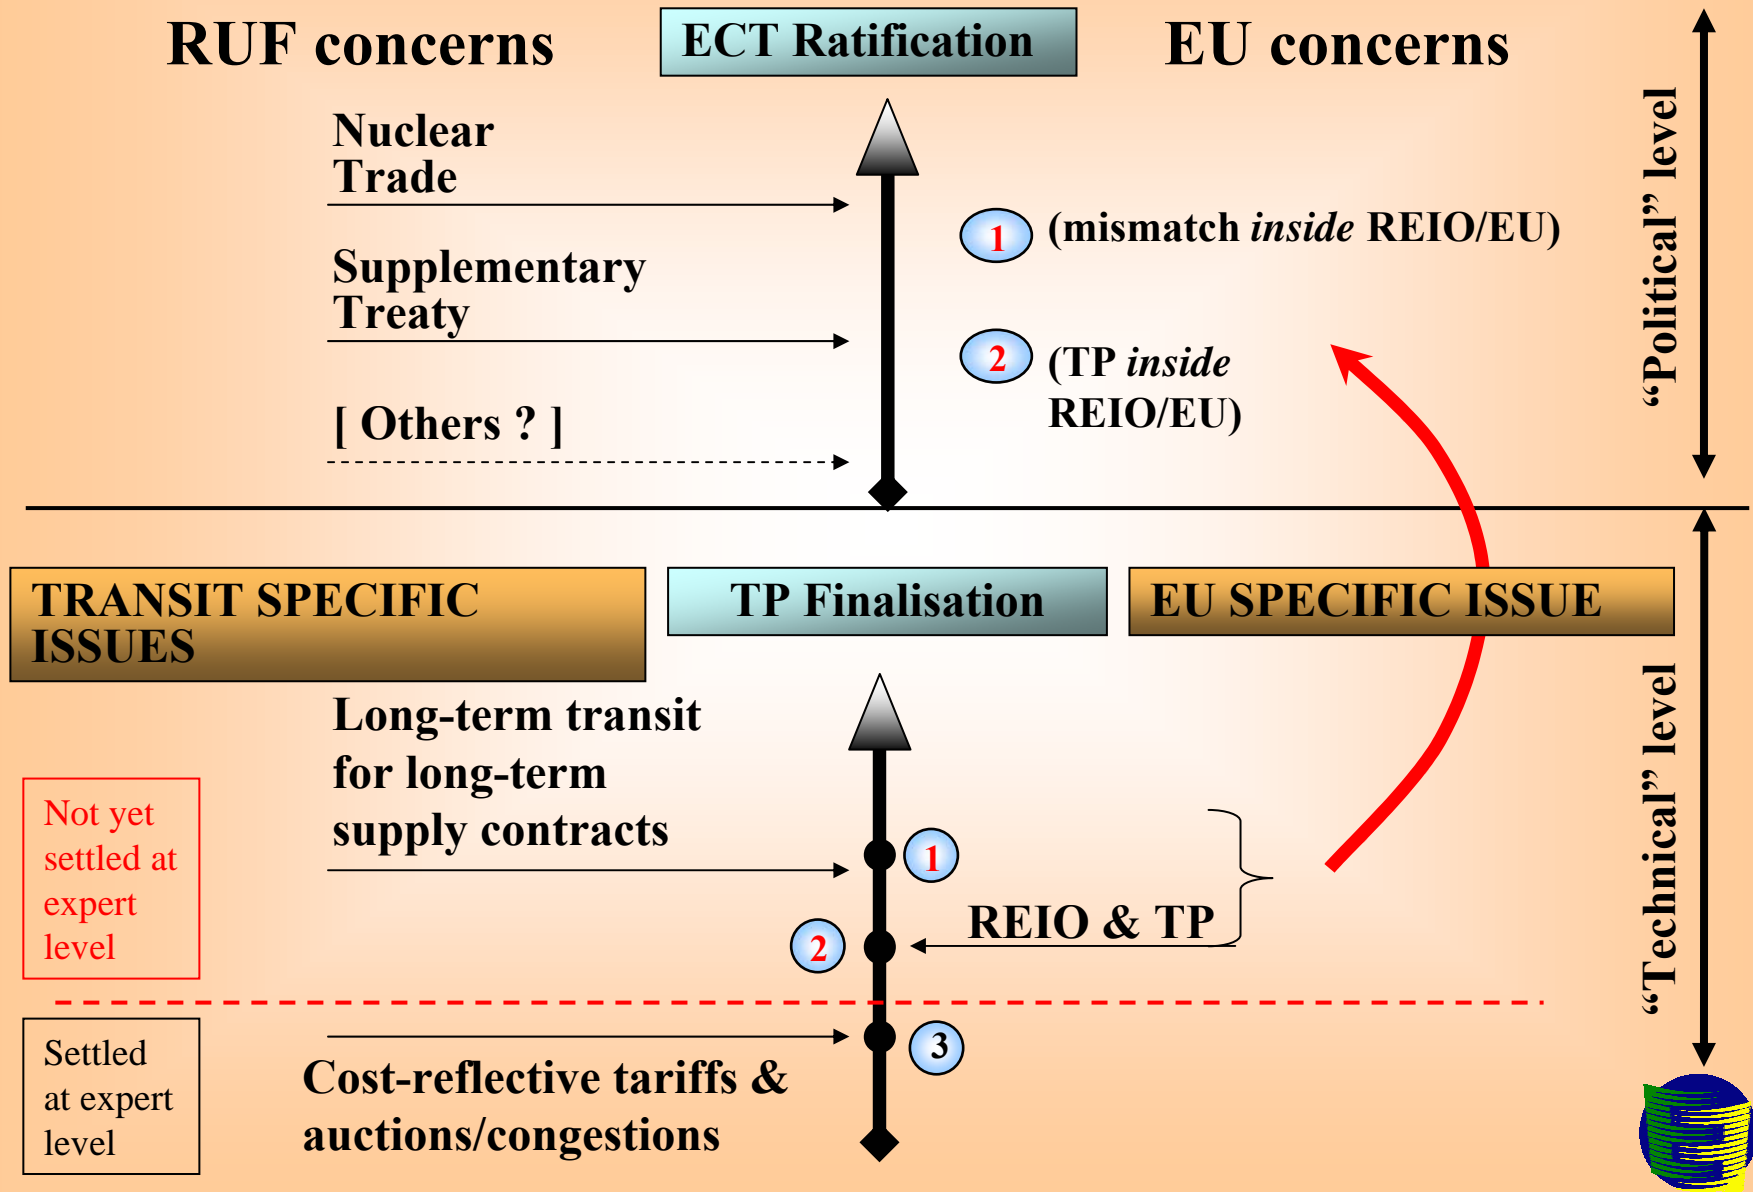 RUF concerns
ECT Ratification
EU concerns
Nuclear
Trade
1
(mismatch inside REIO/EU)
Supplementary
Treaty
2
(TP inside
REIO/EU)
[ Others ? ]
“Political” level
TRANSIT SPECIFIC
ISSUES
TP Finalisation
EU SPECIFIC ISSUE
Long-term transit
for long-term
supply contracts
1
Not yet
settled at
expert
level
REIO & TP
2
“Technical” level
3
Settled
at expert
level
Cost-reflective tariffs &
auctions/congestions